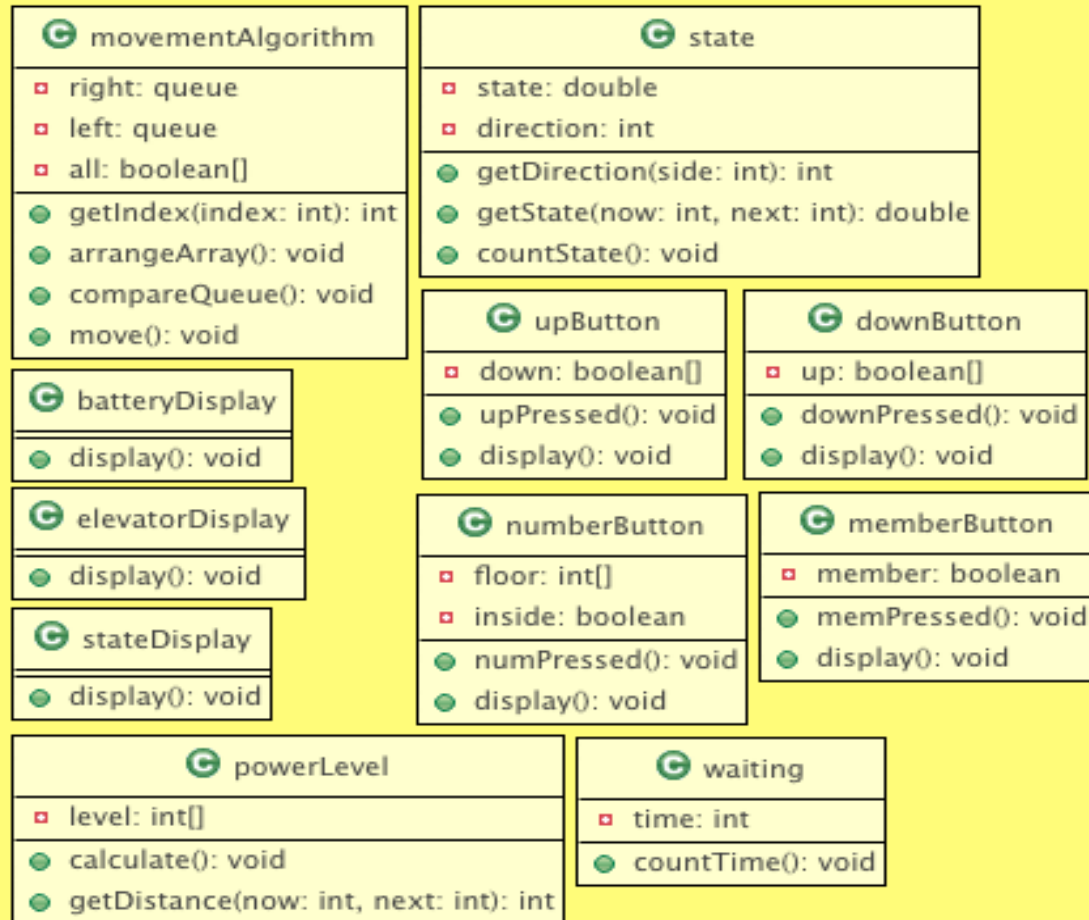 movementAlgorithm
right: queue
left: queue
all: boolean[]
getIndex(index: int): int
arrangeArray(): void
compareQueue(): void
move(): void
state
state: double
direction: int
getDirection(side: int): int
getState(now: int, next: int): double
countState(): void
upButton
down: boolean[]
upPressed(): void
display(): void
downButton
up: boolean[]
downPressed(): void
display(): void
batteryDisplay
display(): void
elevatorDisplay
display(): void
stateDisplay
display(): void
numberButton
floor: int[]
inside: boolean
numPressed(): void
display(): void
memberButton
member: boolean
memPressed(): void
display(): void
powerLevel
level: int[]
calculate(): void
getDistance(now: int, next: int): int
waiting
time: int
countTime(): void